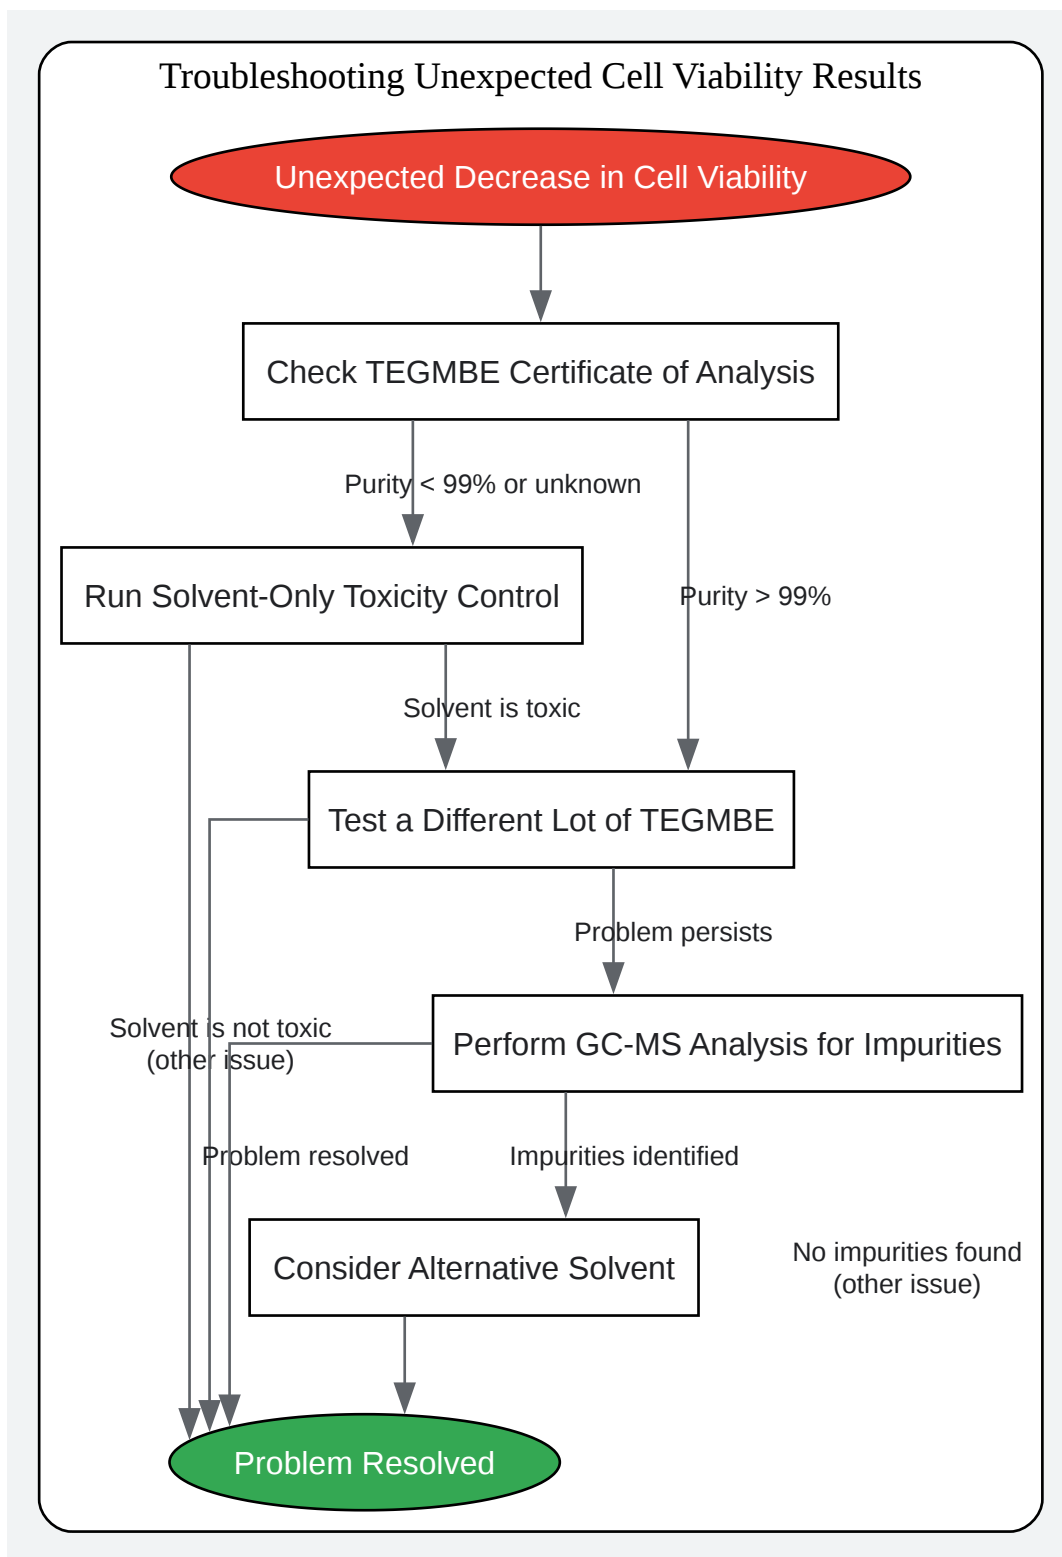 Troubleshooting Unexpected Cell Viability Results
Unexpected Decrease in Cell Viability
Check TEGMBE Certificate of Analysis
Purity < 99% or unknown
Run Solvent-Only Toxicity Control
Purity > 99%
Solvent is toxic
Test a Different Lot of TEGMBE
Problem persists
Solvent is not toxic
(other issue)
Perform GC-MS Analysis for Impurities
Problem resolved
Impurities identified
Consider Alternative Solvent
No impurities found
(other issue)
Problem Resolved